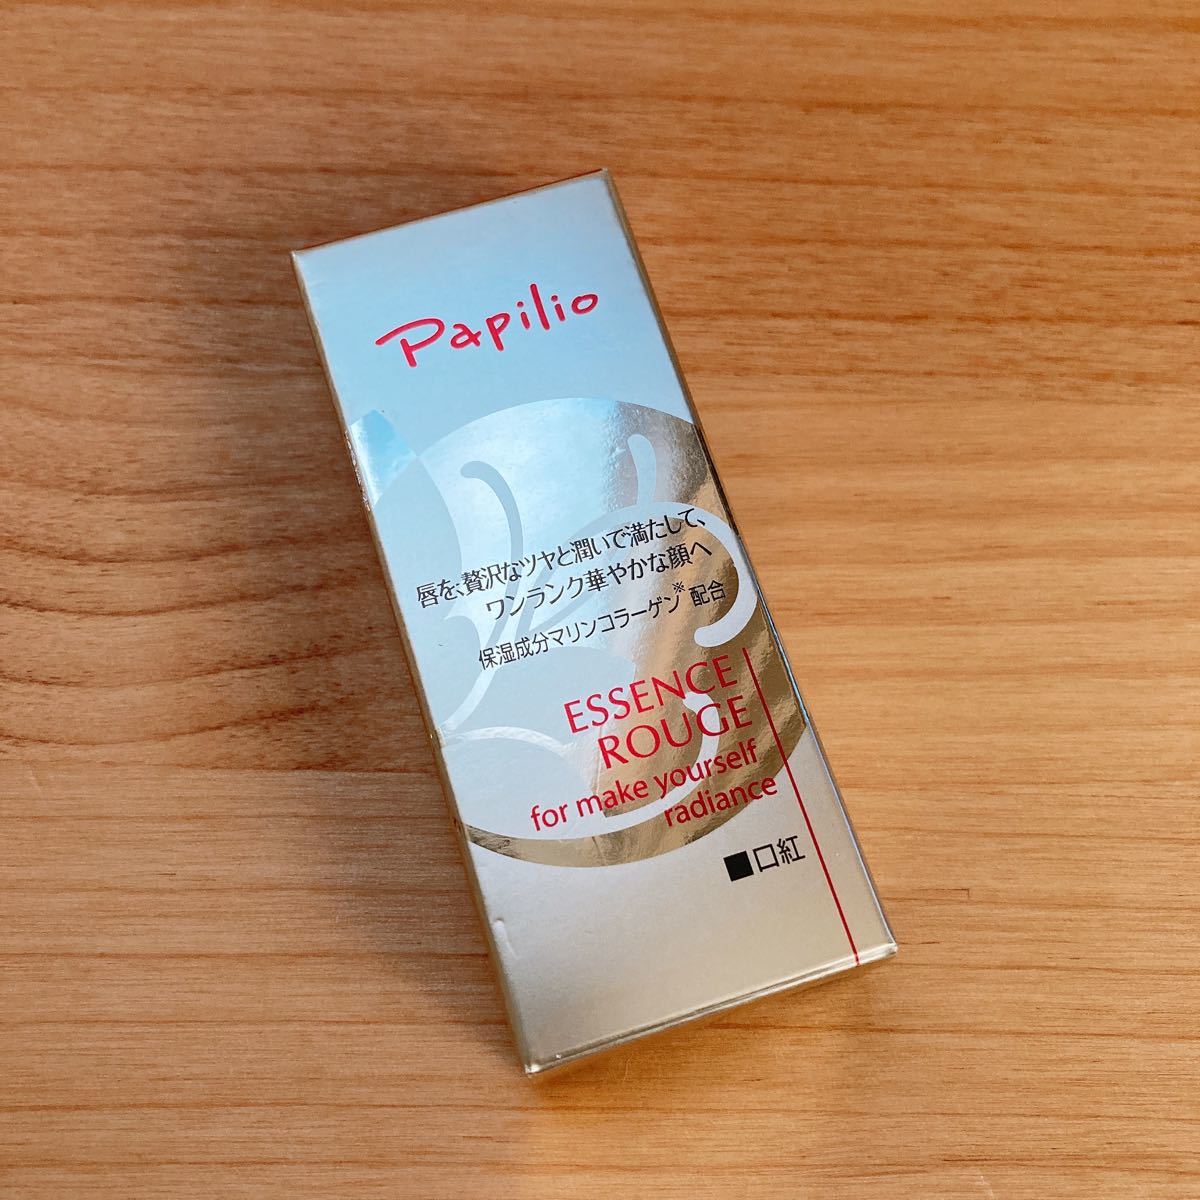 Papilio
唇を、贅沢なツヤと潤いで満たして、
ワンランク華やかな顔へ
保湿成分マリンコラーゲン※配合
ESSENCE
ROUGE
for make yourself
radiance
■口紅